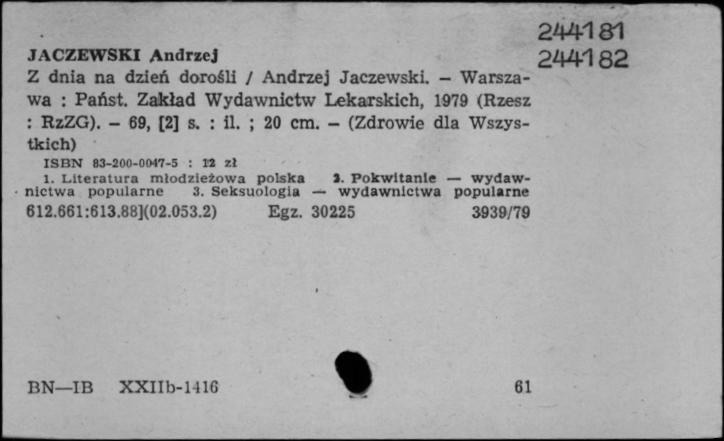 244181
244182
JACZEWSKI Andrzej
Z dnia na dzień dorośli / Andrzej Jaczewski. – Warsza-
wa : Państ. Zakład Wydawnictw Lekarskich, 1979 (Rzesz
: RzZG). – 69, [2] s. : il. ; 20 cm. – (Zdrowie dla Wszys-
tkich)
ISBN 83-200-0047-5 : 12 zł
1. Literatura młodzieżowa polska 2. Pokwitanie — wydaw-
nictwa popularne 3. Seksuologia — wydawnictwa popularne
612.661:613.88](02.053.2) Egz. 30225 3939/79
BN—IB XXIIb-1416 61